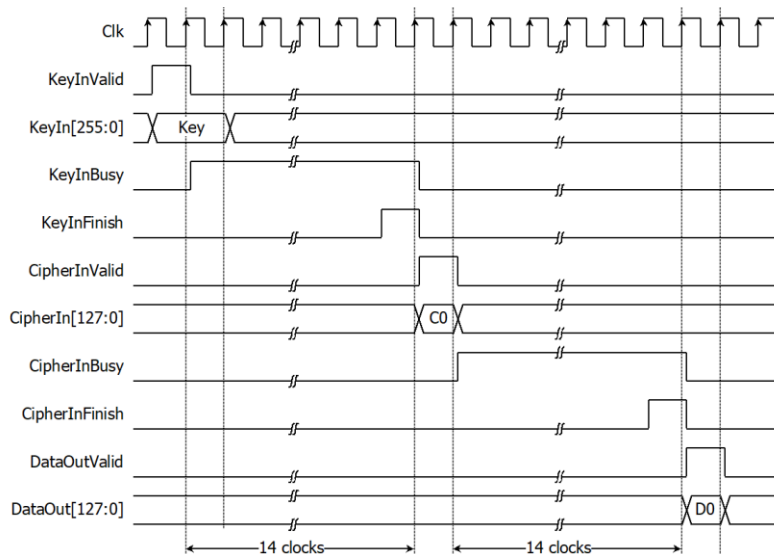 Clk
KeyInValid
KeyIn[255:0] Key
KeyInBusy
KeyInFinish
CipherInValid
CipherIn[127:0] C0
CipherInBusy
CipherInFinish
DataOutValid
DataOut[127:0] D0
14 clocks 14 clocks